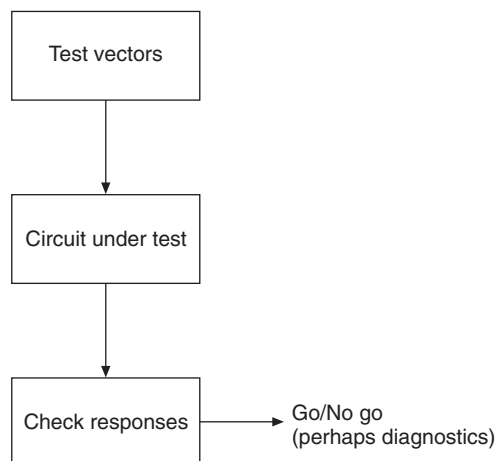 Test vectors
Circuit under test
Check responses
Go/No go
(perhaps diagnostics)